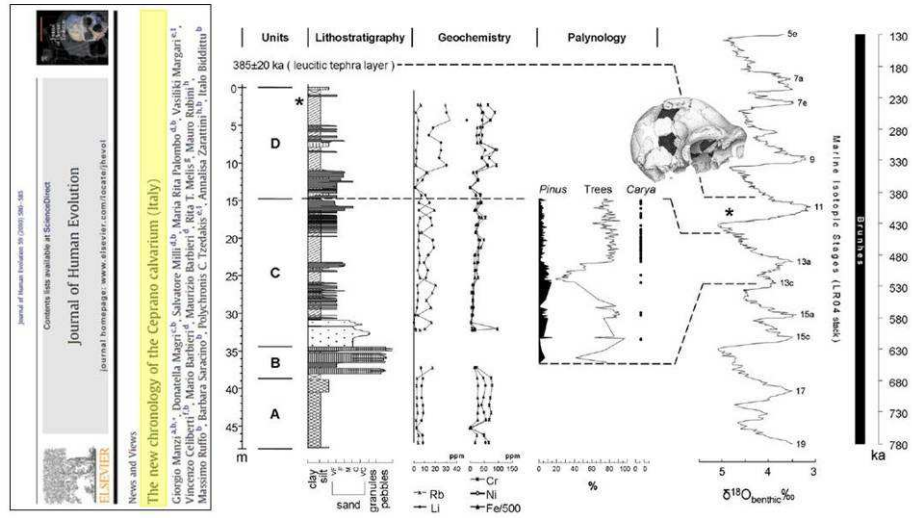 Journal of Human Evolution 59 (2010) 580–585
Contents lists available at ScienceDirect
Journal of Human Evolution
journal homepage: www.elsevier.com/locate/jhevol
ELSEVIER
News and Views
The new chronology of the Ceprano calvarium (Italy)
Giorgio Manzi a,b,*, Donatella Magri c,b, Salvatore Milli d,b, Maria Rita Palombo d,b, Vasiliki Margari e,1,
Vincenzo Celiberti f,b, Mario Barbieri d, Maurizio Barbieri d, Rita T. Melis g, Mauro Rubini h,
Massimo Ruffo b, Barbara Saracino b, Polychronis C. Tzedakis e,1, Annalisa Zarattini h,b, Italo Biddittu b
Units
Lithostratigraphy
Geochemistry
Palynology
385±20 ka ( leucitic tephra layer )
*
0
5
10
15
20
25
30
35
40
45
m
D
C
B
A
clay
silt
VF
F
M
C
VC
sand
granules
pebbles
ppm
0 10 20 30 40
ppm
0 50 100 150
Rb
Li
Cr
Ni
Fe/500
Pinus
Trees
Carya
0 20 40 60 80 100
%
*
5e
7a
7e
9
11
13a
13c
15a
15c
17
19
5 4 3
δ18Obenthic‰
Marine Isotopic Stages (LR04 stack)
Brunhes
130
180
230
280
330
380
430
480
530
580
630
680
730
780
ka